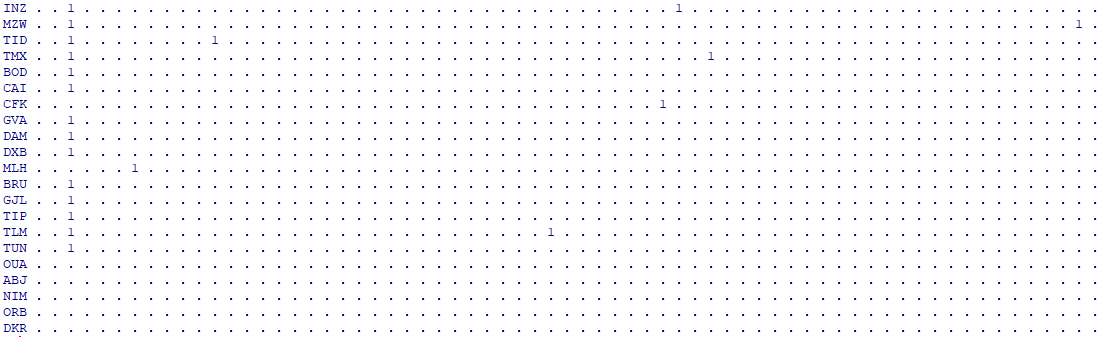 INZ . . 1 . . . . . . . . . . . . . . . . . . . . . . . . . . . . . . . . . . . . . 1 . . . . . . . . . . . . . . . . . . . . . . . . . .
MZW . . 1 . . . . . . . . . . . . . . . . . . . . . . . . . . . . . . . . . . . . . . . . . . . . . . . . . . . . . . . . . . . . . . 1 .
TID . . 1 . . . . . . . . 1 . . . . . . . . . . . . . . . . . . . . . . . . . . . . . . . . . . . . . . . . . . . . . . . . . . . . . . .
TMX . . 1 . . . . . . . . . . . . . . . . . . . . . . . . . . . . . . . . . . . . . . . 1 . . . . . . . . . . . . . . . . . . . . . . . .
BOD . . 1 . . . . . . . . . . . . . . . . . . . . . . . . . . . . . . . . . . . . . . . . . . . . . . . . . . . . . . . . . . . . . . . .
CAI . . 1 . . . . . . . . . . . . . . . . . . . . . . . . . . . . . . . . . . . . . . . . . . . . . . . . . . . . . . . . . . . . . . . .
CFK . . . . . . . . . . . . . . . . . . . . . . . . . . . . . . . . . . . . . . . 1 . . . . . . . . . . . . . . . . . . . . . . . . . . .
GVA . . 1 . . . . . . . . . . . . . . . . . . . . . . . . . . . . . . . . . . . . . . . . . . . . . . . . . . . . . . . . . . . . . . . .
DAM . . 1 . . . . . . . . . . . . . . . . . . . . . . . . . . . . . . . . . . . . . . . . . . . . . . . . . . . . . . . . . . . . . . . .
DXB . . 1 . . . . . . . . . . . . . . . . . . . . . . . . . . . . . . . . . . . . . . . . . . . . . . . . . . . . . . . . . . . . . . . .
MLH . . . . . . 1 . . . . . . . . . . . . . . . . . . . . . . . . . . . . . . . . . . . . . . . . . . . . . . . . . . . . . . . . . . . .
BRU . . 1 . . . . . . . . . . . . . . . . . . . . . . . . . . . . . . . . . . . . . . . . . . . . . . . . . . . . . . . . . . . . . . . .
GJL . . 1 . . . . . . . . . . . . . . . . . . . . . . . . . . . . . . . . . . . . . . . . . . . . . . . . . . . . . . . . . . . . . . . .
TIP . . 1 . . . . . . . . . . . . . . . . . . . . . . . . . . . . . . . . . . . . . . . . . . . . . . . . . . . . . . . . . . . . . . . .
TLM . . 1 . . . . . . . . . . . . . . . . . . . . . . . . . . . . . 1 . . . . . . . . . . . . . . . . . . . . . . . . . . . . . . . . . .
TUN . . 1 . . . . . . . . . . . . . . . . . . . . . . . . . . . . . . . . . . . . . . . . . . . . . . . . . . . . . . . . . . . . . . . .
OUA . . . . . . . . . . . . . . . . . . . . . . . . . . . . . . . . . . . . . . . . . . . . . . . . . . . . . . . . . . . . . . . . . . .
ABJ . . . . . . . . . . . . . . . . . . . . . . . . . . . . . . . . . . . . . . . . . . . . . . . . . . . . . . . . . . . . . . . . . . .
NIM . . . . . . . . . . . . . . . . . . . . . . . . . . . . . . . . . . . . . . . . . . . . . . . . . . . . . . . . . . . . . . . . . . .
ORB . . . . . . . . . . . . . . . . . . . . . . . . . . . . . . . . . . . . . . . . . . . . . . . . . . . . . . . . . . . . . . . . . . .
DKR . . . . . . . . . . . . . . . . . . . . . . . . . . . . . . . . . . . . . . . . . . . . . . . . . . . . . . . . . . . . . . . . . . .